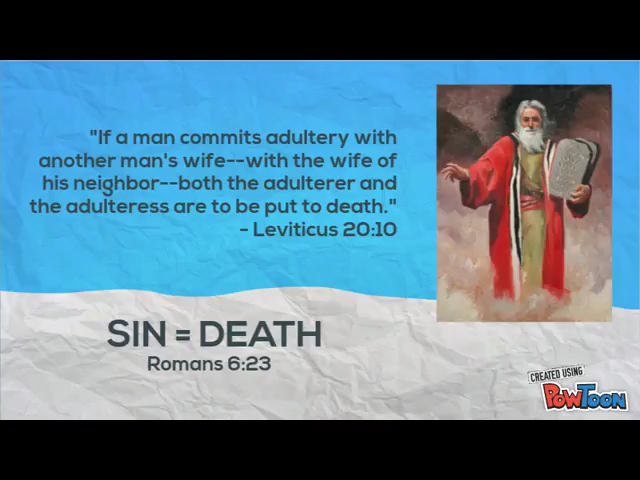 "If a man commits adultery with
another man's wife--with the wife of
his neighbor--both the adulterer and
the adulteress are to be put to death."
- Leviticus 20:10
SIN = DEATH
Romans 6:23
CREATED USING
PowToon